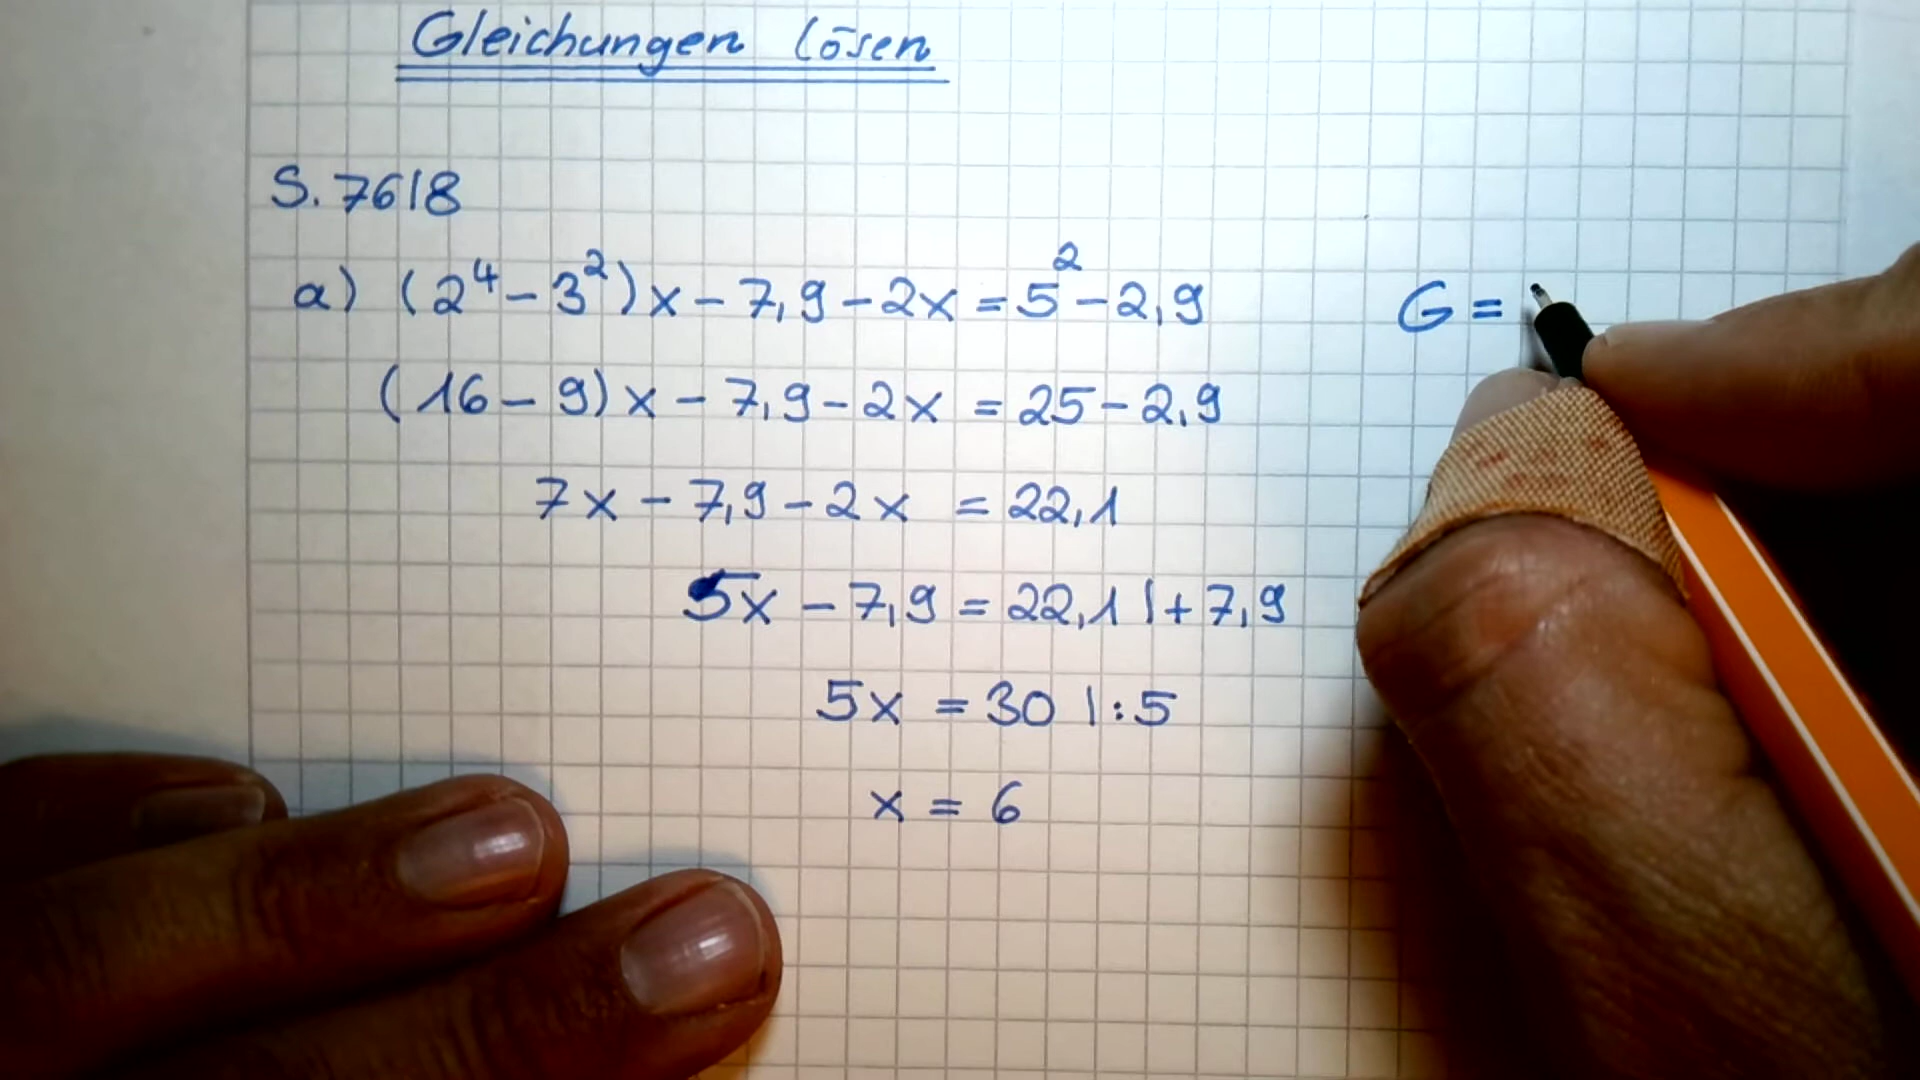 Gleichungen lösen
S. 76/8
a) (2⁴ - 3²)x - 7,9 - 2x = 5² - 2,9 G =
(16 - 9)x - 7,9 - 2x = 25 - 2,9
7x - 7,9 - 2x = 22,1
5x - 7,9 = 22,1 | + 7,9
5x = 30 | : 5
x = 6